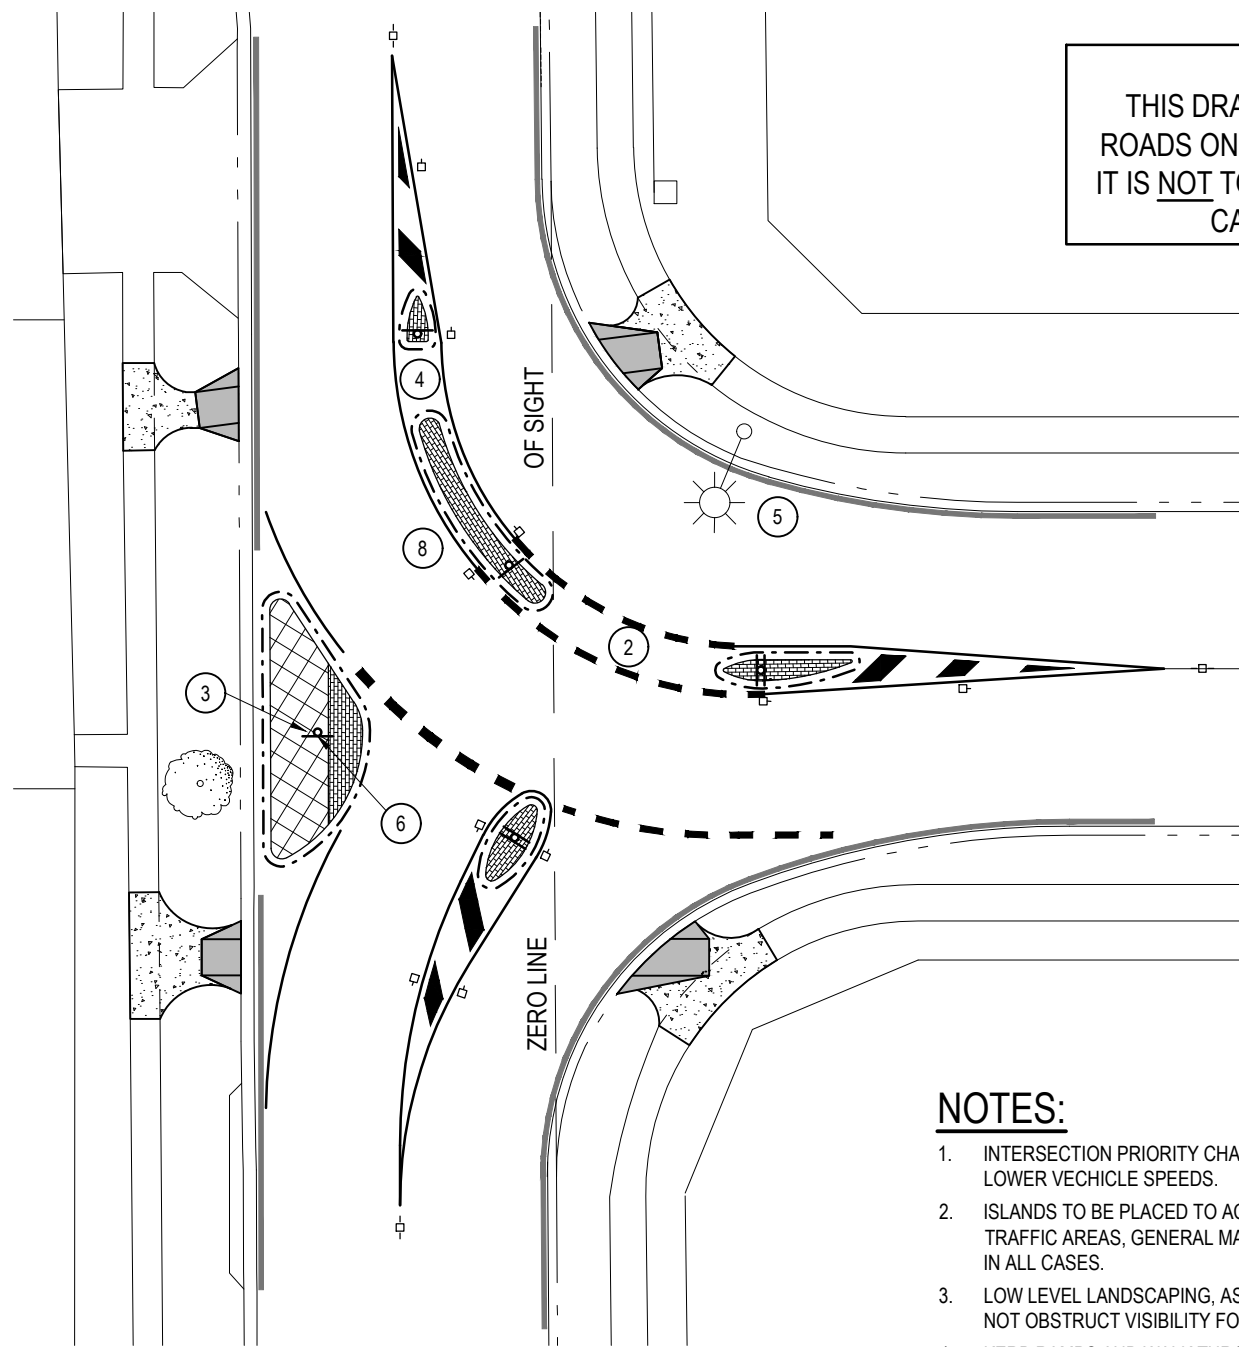 THIS DRA
ROADS ON
IT IS NOT TO
CA
4
OF SIGHT
5
8
2
3
6
ZERO LINE
NOTES:
1. INTERSECTION PRIORITY CHA
LOWER VECHICLE SPEEDS.
2. ISLANDS TO BE PLACED TO AC
TRAFFIC AREAS, GENERAL MA
IN ALL CASES.
3. LOW LEVEL LANDSCAPING, AS
NOT OBSTRUCT VISIBILITY FO